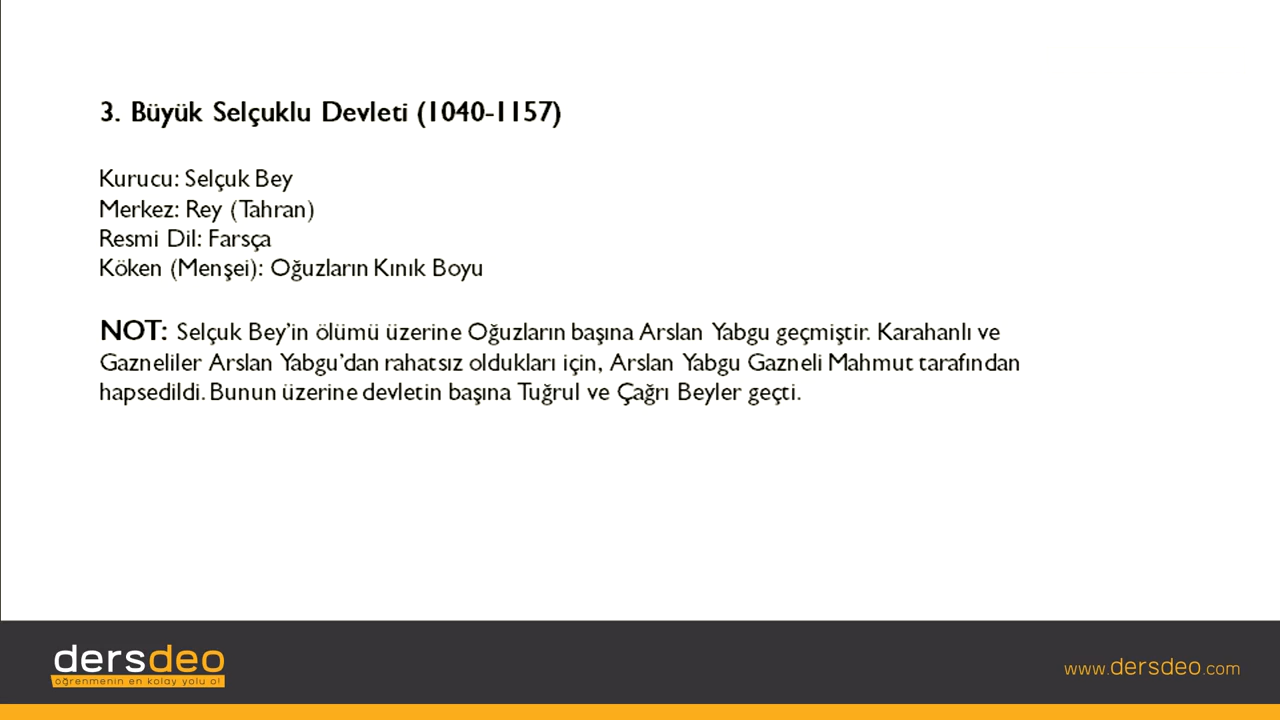 3. Büyük Selçuklu Devleti (1040-1157)
Kurucu: Selçuk Bey
Merkez: Rey (Tahran)
Resmi Dil: Farsça
Köken (Menşei): Oğuzların Kınık Boyu
NOT: Selçuk Bey’in ölümü üzerine Oğuzların başına Arslan Yabgu geçmiştir. Karahanlı ve
Gazneliler Arslan Yabgu’dan rahatsız oldukları için, Arslan Yabgu Gazneli Mahmut tarafından
hapsedildi. Bunun üzerine devletin başına Tuğrul ve Çağrı Beyler geçti.
dersdeo
öğrenmenin en kolay yolu o!
www.dersdeo.com